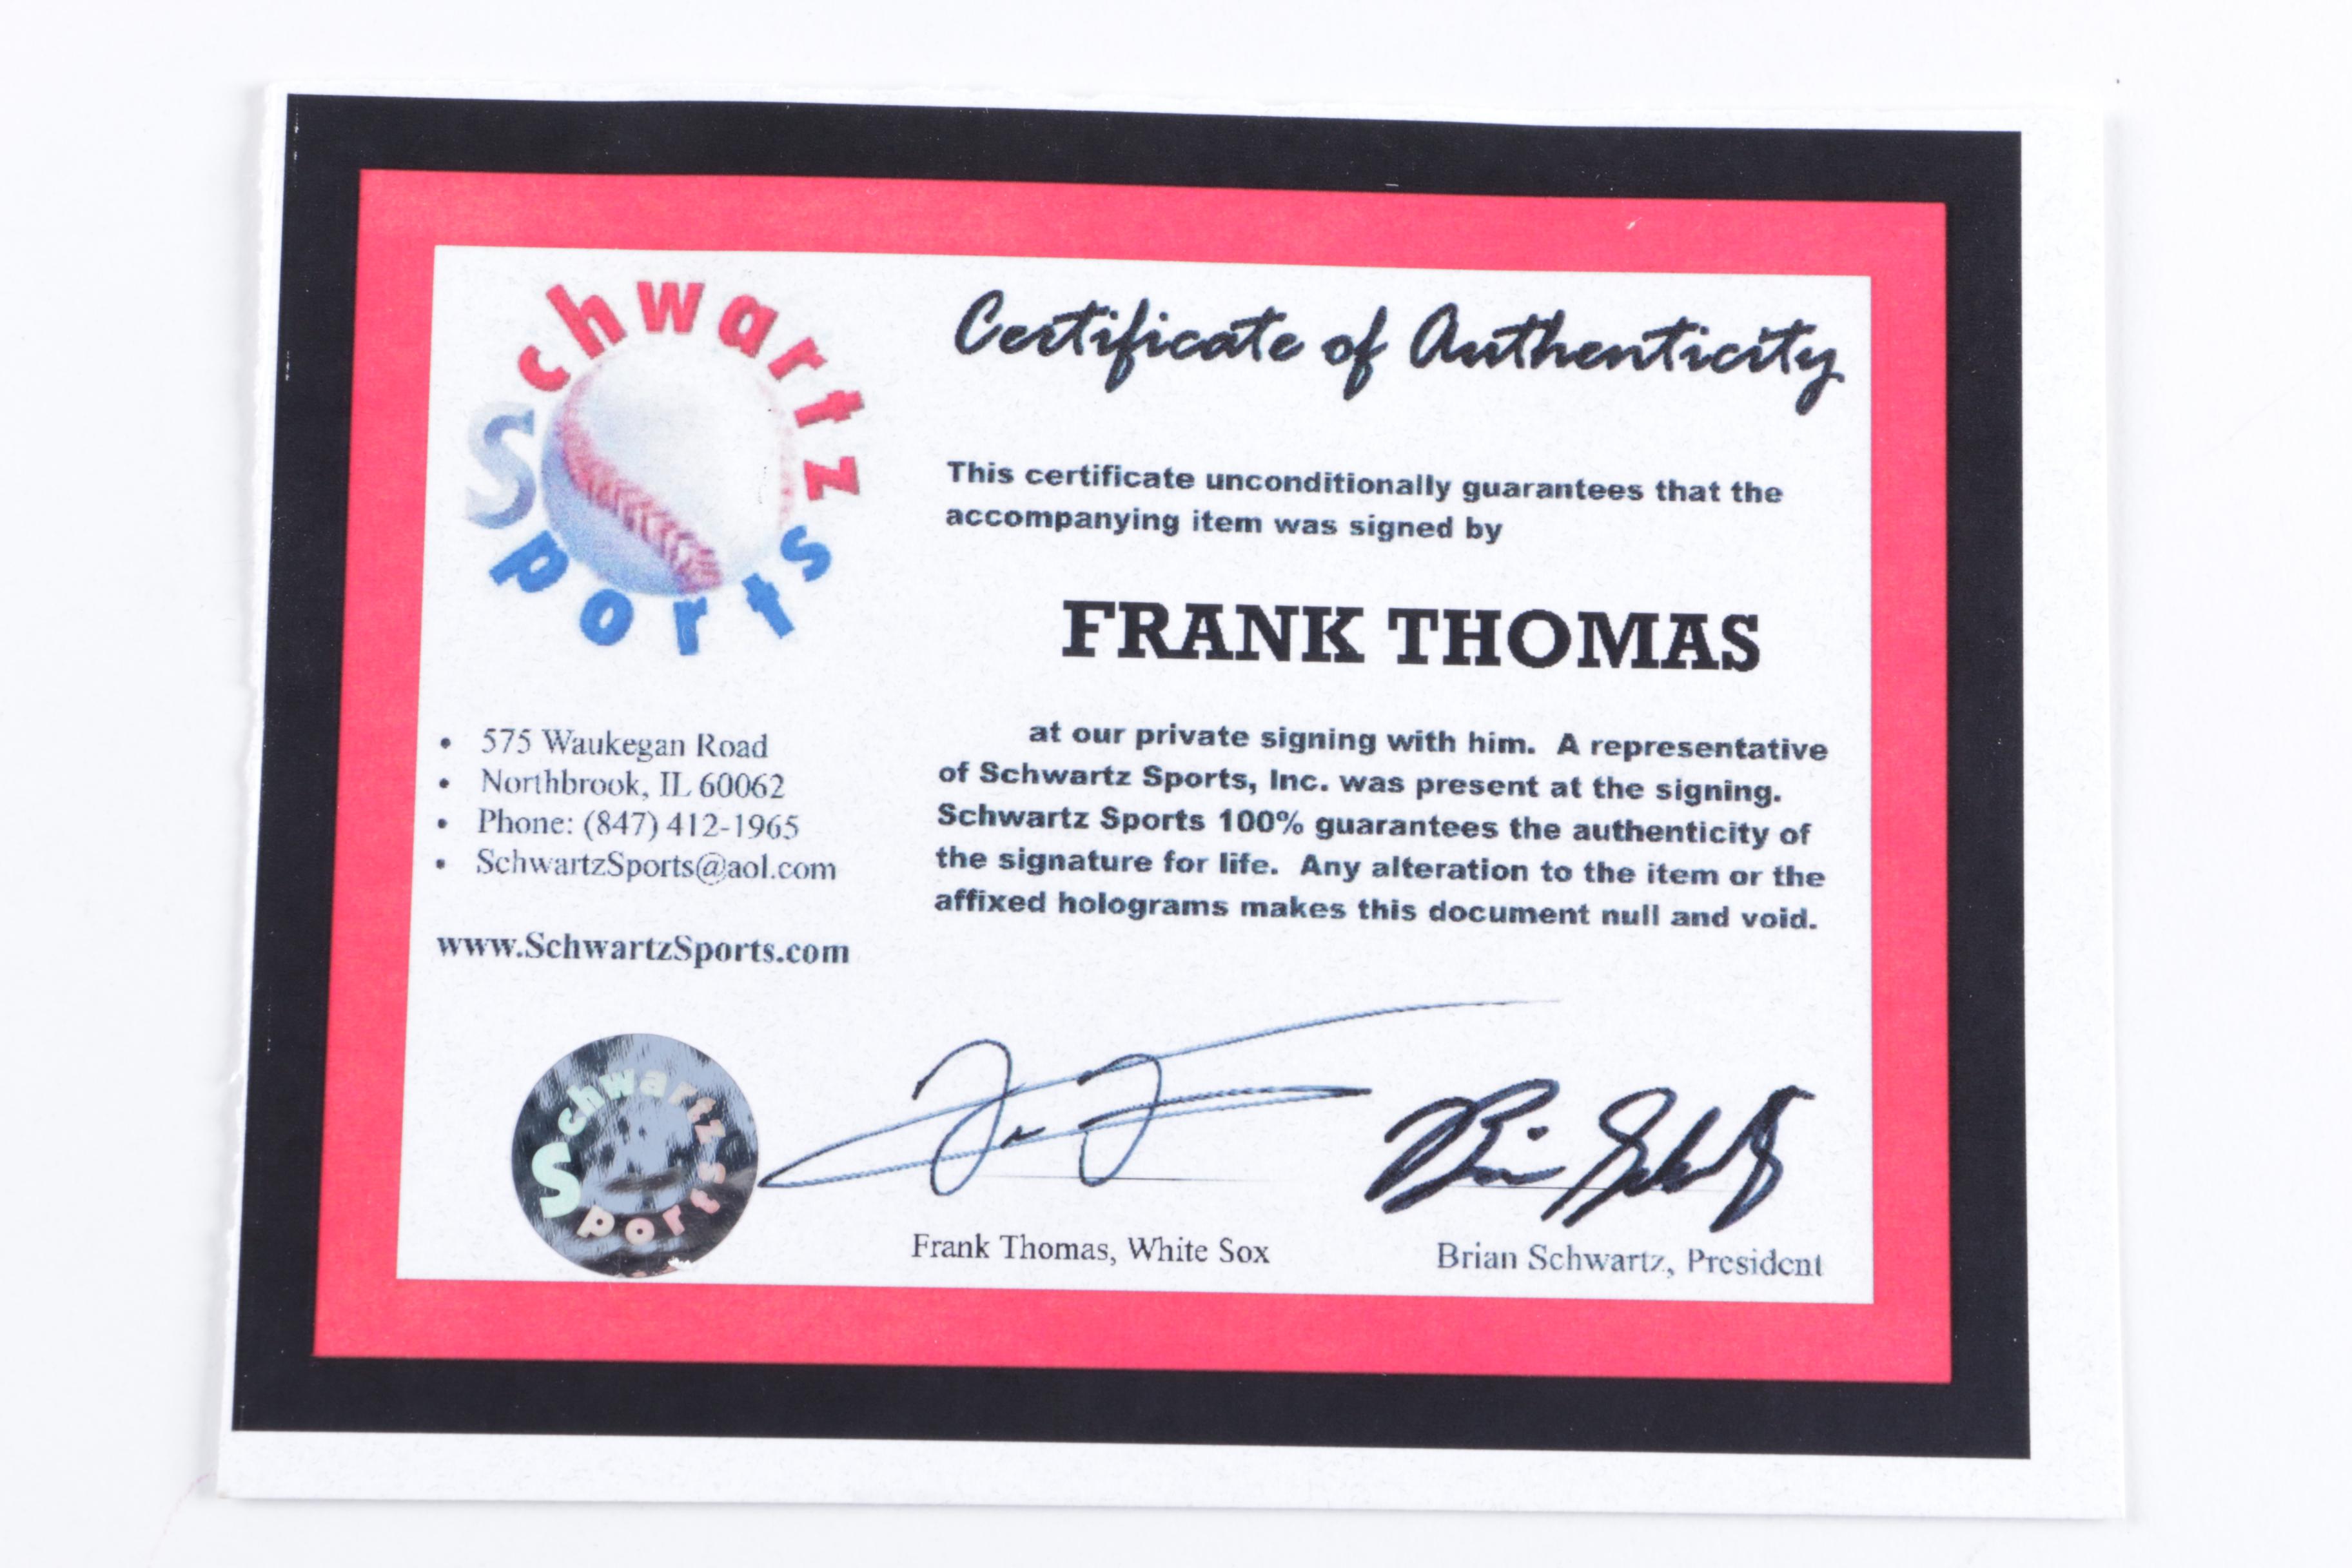 Schwartz
Sports
Certificate of Authenticity
This certificate unconditionally guarantees that the
accompanying item was signed by
FRANK THOMAS
at our private signing with him. A representative
of Schwartz Sports, Inc. was present at the signing.
Schwartz Sports 100% guarantees the authenticity of
the signature for life. Any alteration to the item or the
affixed holograms makes this document null and void.
• 575 Waukegan Road
• Northbrook, IL 60062
• Phone: (847) 412-1965
• SchwartzSports@aol.com
www.SchwartzSports.com
Schwartz
Sports
Frank Thomas, White Sox
Brian Schwartz, President